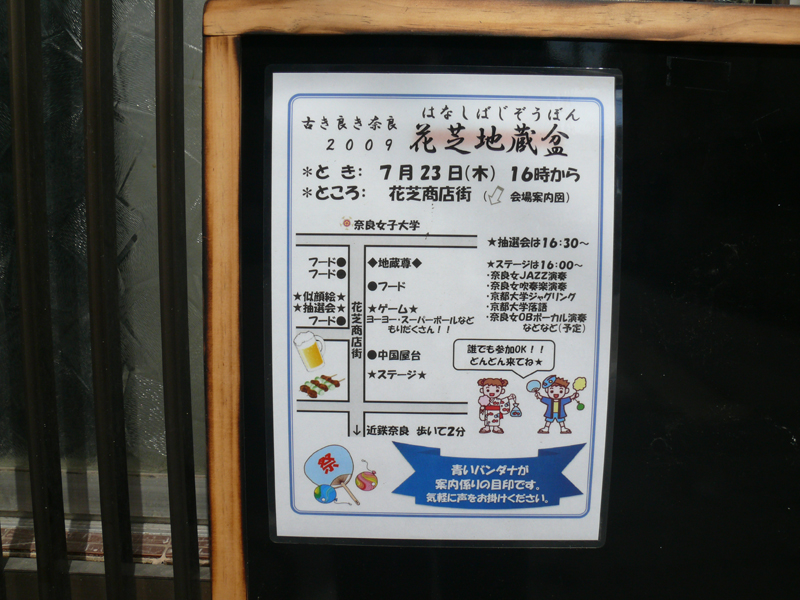 はなしばじぞうぼん
古き良き奈良
2009 花芝地蔵盆
*とき: 7月23日(木) 16時から
*ところ: 花芝商店街 ( 会場案内図)
奈良女子大学
フード●
フード●
★似顔絵★
★抽選会★
フード●
花芝商店街
◆地蔵尊◆
●フード
★ゲーム★
ヨーヨー・スーパーボールなど
もりだくさん!!
●中国屋台
★ステージ★
↓近鉄奈良 歩いて2分
★抽選会は16:30~
★ステージは16:00~
・奈良女JAZZ演奏
・奈良女吹奏楽演奏
・京都大学ジャグリング
・京都大学落語
・奈良女OBボーカル演奏
などなど(予定)
誰でも参加OK!!
どんどん来てね★
祭
青いバンダナが
案内係りの目印です。
気軽に声をお掛けください。